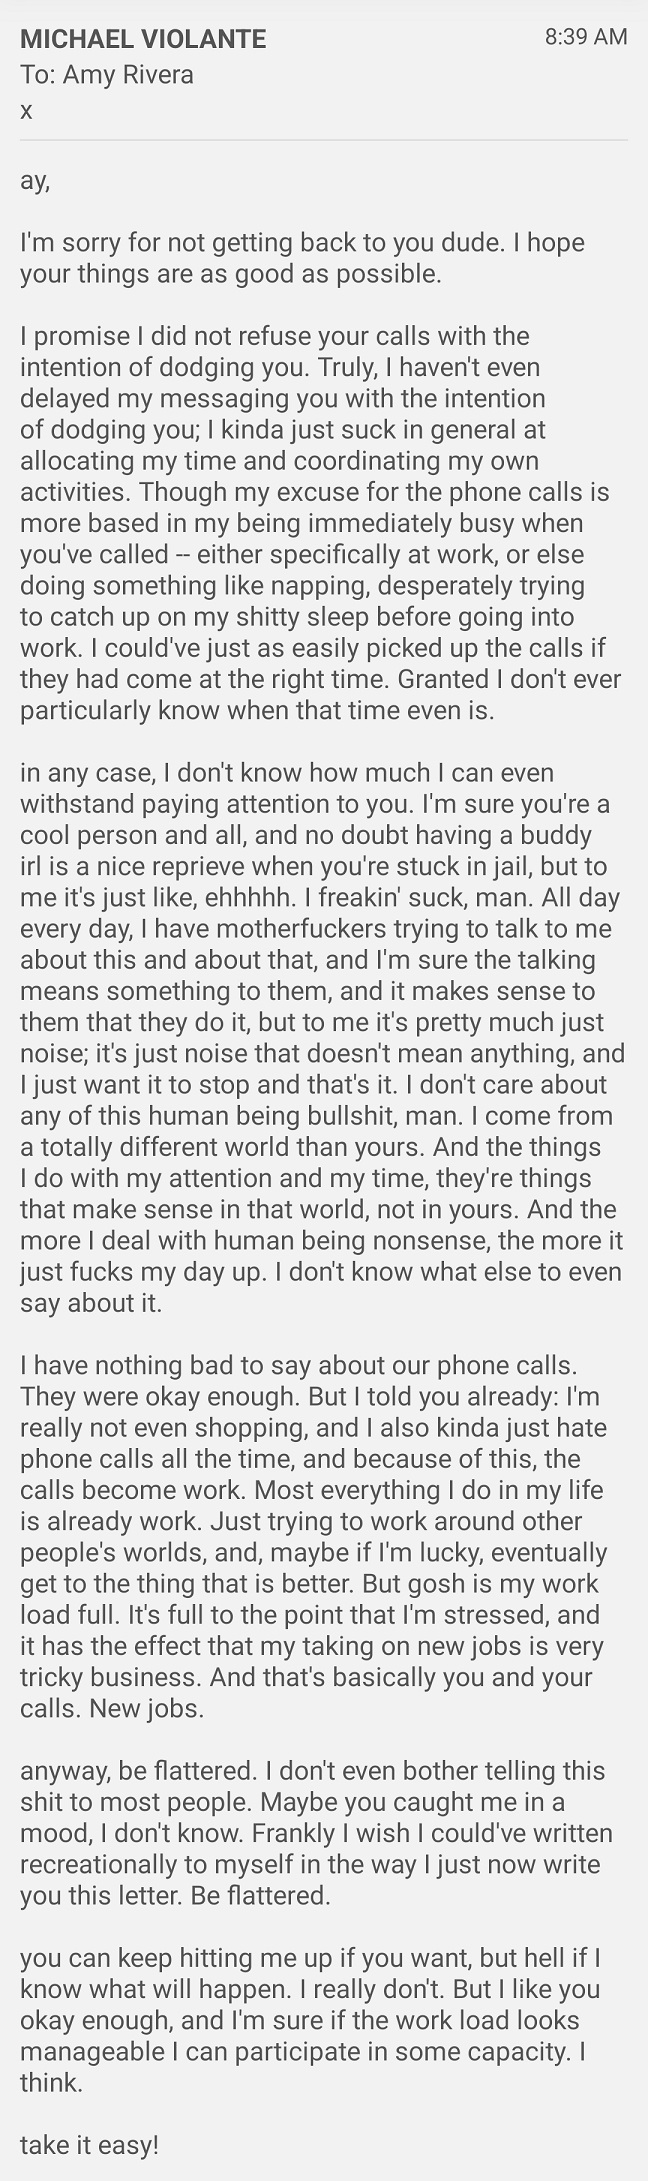 MICHAEL VIOLANTE 8:39 AM
To: Amy Rivera
x
ay,
I'm sorry for not getting back to you dude. I hope
your things are as good as possible.
I promise I did not refuse your calls with the
intention of dodging you. Truly, I haven't even
delayed my messaging you with the intention
of dodging you; I kinda just suck in general at
allocating my time and coordinating my own
activities. Though my excuse for the phone calls is
more based in my being immediately busy when
you've called -- either specifically at work, or else
doing something like napping, desperately trying
to catch up on my shitty sleep before going into
work. I could've just as easily picked up the calls if
they had come at the right time. Granted I don't ever
particularly know when that time even is.
in any case, I don't know how much I can even
withstand paying attention to you. I'm sure you're a
cool person and all, and no doubt having a buddy
irl is a nice reprieve when you're stuck in jail, but to
me it's just like, ehhhhh. I freakin' suck, man. All day
every day, I have motherfuckers trying to talk to me
about this and about that, and I'm sure the talking
means something to them, and it makes sense to
them that they do it, but to me it's pretty much just
noise; it's just noise that doesn't mean anything, and
I just want it to stop and that's it. I don't care about
any of this human being bullshit, man. I come from
a totally different world than yours. And the things
I do with my attention and my time, they're things
that make sense in that world, not in yours. And the
more I deal with human being nonsense, the more it
just fucks my day up. I don't know what else to even
say about it.
I have nothing bad to say about our phone calls.
They were okay enough. But I told you already: I'm
really not even shopping, and I also kinda just hate
phone calls all the time, and because of this, the
calls become work. Most everything I do in my life
is already work. Just trying to work around other
people's worlds, and, maybe if I'm lucky, eventually
get to the thing that is better. But gosh is my work
load full. It's full to the point that I'm stressed, and
it has the effect that my taking on new jobs is very
tricky business. And that's basically you and your
calls. New jobs.
anyway, be flattered. I don't even bother telling this
shit to most people. Maybe you caught me in a
mood, I don't know. Frankly I wish I could've written
recreationally to myself in the way I just now write
you this letter. Be flattered.
you can keep hitting me up if you want, but hell if I
know what will happen. I really don't. But I like you
okay enough, and I'm sure if the work load looks
manageable I can participate in some capacity. I
think.
take it easy!